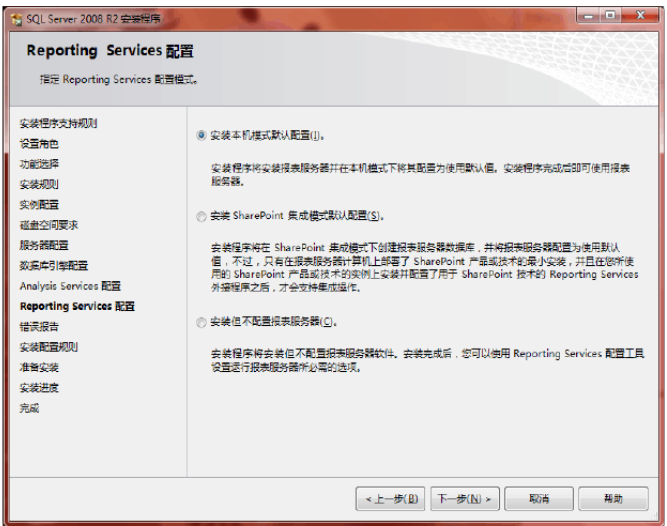 SQL Server 2008 R2 安装程序
Reporting Services 配置
指定 Reporting Services 配置模式。
安装程序支持规则
设置角色
功能选择
安装规则
实例配置
磁盘空间要求
服务器配置
数据库引擎配置
Analysis Services 配置
Reporting Services 配置
错误报告
安装配置规则
准备安装
安装进度
完成
安装本机模式默认配置(I)。
安装程序将安装报表服务器并在本机模式下将其配置为使用默认值。安装程序完成后即可使用报表
服务器。
安装 SharePoint 集成模式默认配置(S)。
安装程序将在 SharePoint 集成模式下创建报表服务器数据库，并将报表服务器配置为使用默认
值，不过，只有在报表服务器计算机上部署了 SharePoint 产品或技术的最小安装，并且在您所使
用的 SharePoint 产品或技术的实例上安装并配置了用于 SharePoint 技术的 Reporting Services
外接程序之后，才会支持集成操作。
安装但不配置报表服务器(C)。
安装程序将安装但不配置报表服务器软件。安装完成后，您可以使用 Reporting Services 配置工具
设置运行报表服务器所必需的选项。
< 上一步(B) 下一步(N) > 取消 帮助